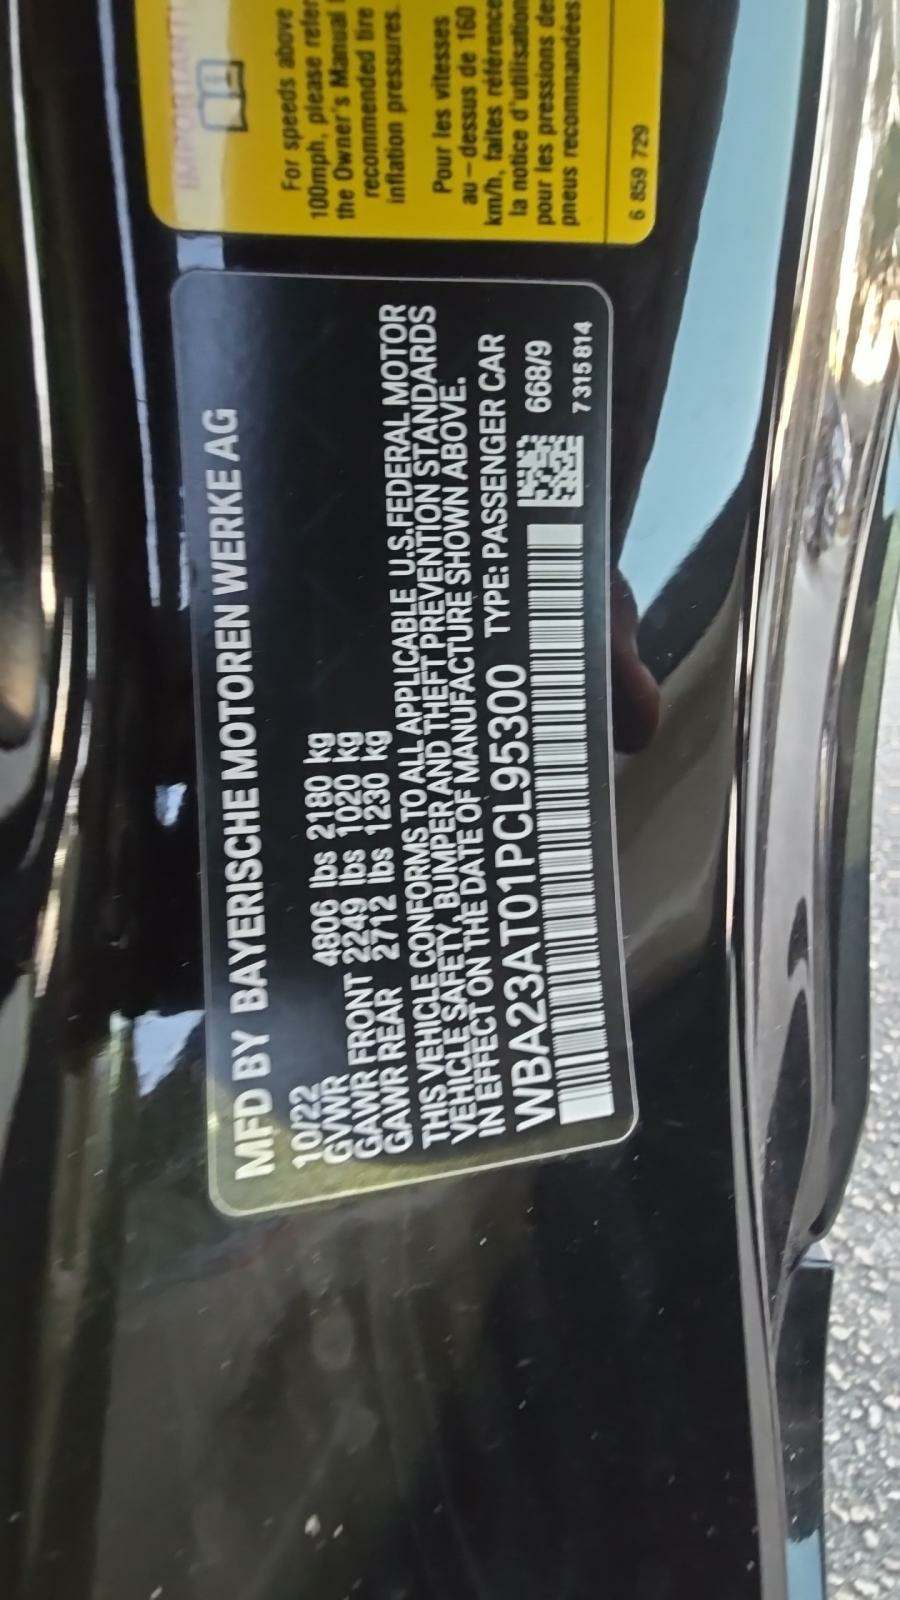 IMPORTANT
For speeds above
100mph, please refer
the Owner's Manual
recommended tire
inflation pressures.
Pour les vitesses
au-dessus de 160
km/h, faites référence
la notice d'utilisation
pour les pressions de
pneus recommandées
6 859 729
MFD BY BAYERISCHE MOTOREN WERKE AG
10/22
GVWR 4806 lbs 2180 kg
GAWR FRONT 2249 lbs 1020 kg
GAWR REAR 2712 lbs 1230 kg
THIS VEHICLE CONFORMS TO ALL APPLICABLE U.S.FEDERAL MOTOR
VEHICLE SAFETY, BUMPER AND THEFT PREVENTION STANDARDS
IN EFFECT ON THE DATE OF MANUFACTURE SHOWN ABOVE.
WBA23AT01PCL95300 TYPE: PASSENGER CAR
668/9
7 315 814